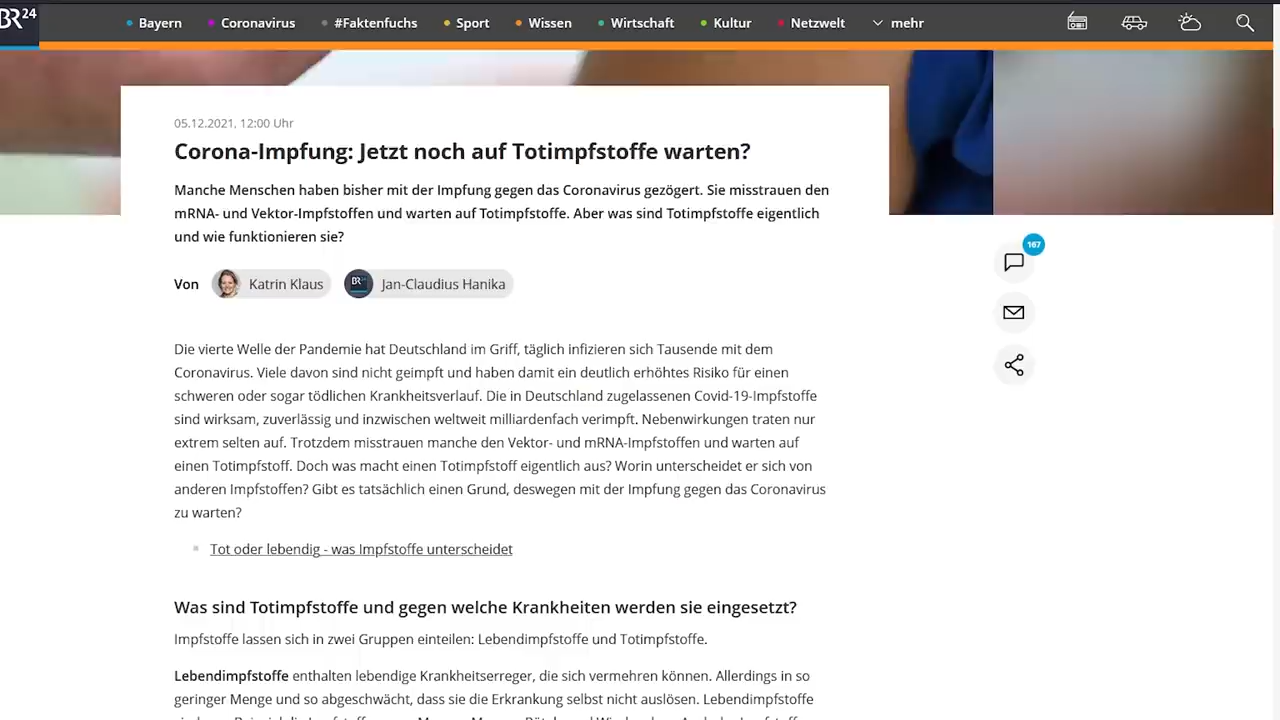 BR24
Bayern
Coronavirus
#Faktenfuchs
Sport
Wissen
Wirtschaft
Kultur
Netzwelt
mehr
05.12.2021, 12:00 Uhr
Corona-Impfung: Jetzt noch auf Totimpfstoffe warten?
Manche Menschen haben bisher mit der Impfung gegen das Coronavirus gezögert. Sie misstrauen den
mRNA- und Vektor-Impfstoffen und warten auf Totimpfstoffe. Aber was sind Totimpfstoffe eigentlich
und wie funktionieren sie?
167
Von Katrin Klaus BR24 Jan-Claudius Hanika
Die vierte Welle der Pandemie hat Deutschland im Griff, täglich infizieren sich Tausende mit dem
Coronavirus. Viele davon sind nicht geimpft und haben damit ein deutlich erhöhtes Risiko für einen
schweren oder sogar tödlichen Krankheitsverlauf. Die in Deutschland zugelassenen Covid-19-Impfstoffe
sind wirksam, zuverlässig und inzwischen weltweit milliardenfach verimpft. Nebenwirkungen traten nur
extrem selten auf. Trotzdem misstrauen manche den Vektor- und mRNA-Impfstoffen und warten auf
einen Totimpfstoff. Doch was macht einen Totimpfstoff eigentlich aus? Worin unterscheidet er sich von
anderen Impfstoffen? Gibt es tatsächlich einen Grund, deswegen mit der Impfung gegen das Coronavirus
zu warten?
Tot oder lebendig - was Impfstoffe unterscheidet
Was sind Totimpfstoffe und gegen welche Krankheiten werden sie eingesetzt?
Impfstoffe lassen sich in zwei Gruppen einteilen: Lebendimpfstoffe und Totimpfstoffe.
Lebendimpfstoffe enthalten lebendige Krankheitserreger, die sich vermehren können. Allerdings in so
geringer Menge und so abgeschwächt, dass sie die Erkrankung selbst nicht auslösen. Lebendimpfstoffe